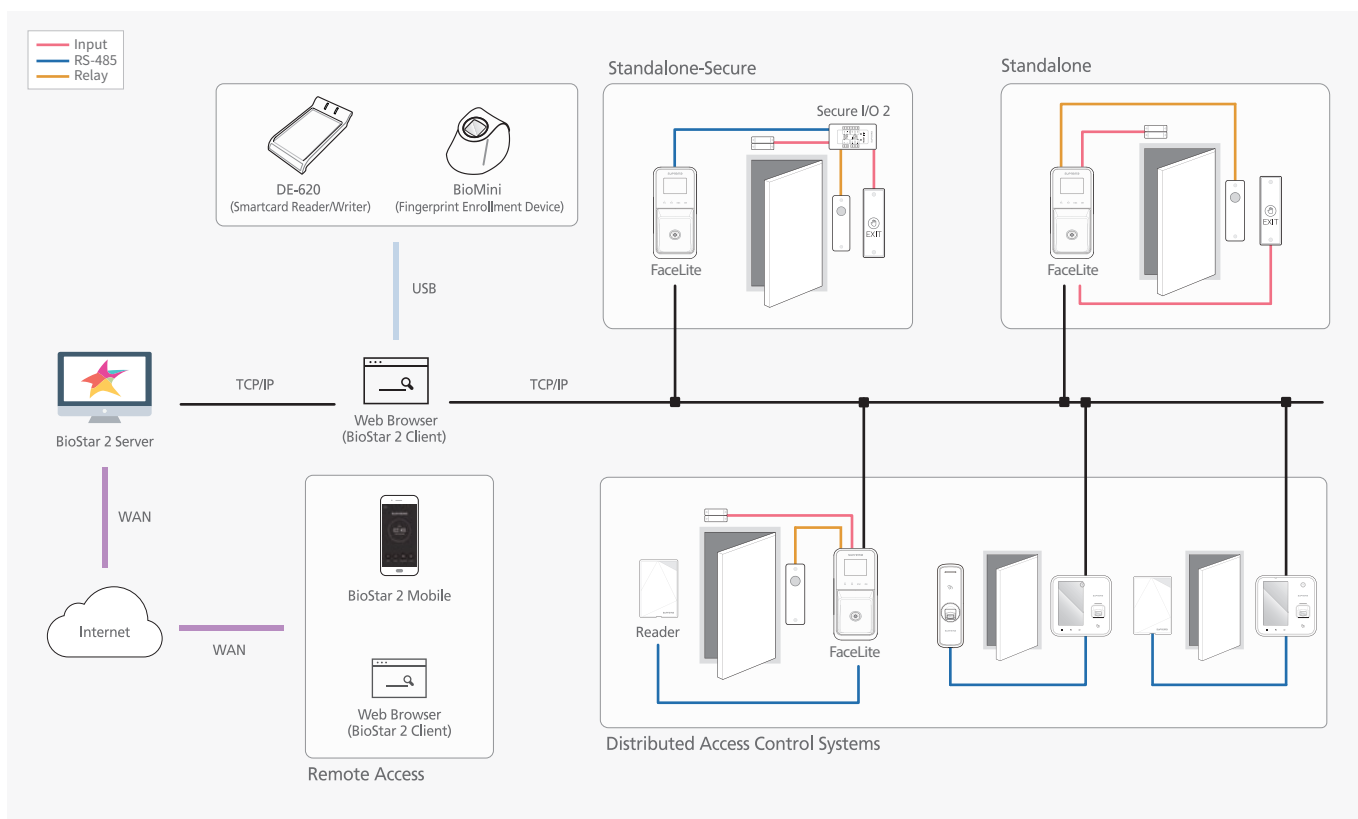 Input
RS-485
Relay
DE-620
(Smartcard Reader/Writer)
BioMini
(Fingerprint Enrollment Device)
USB
Standalone-Secure
Secure I/O 2
EXIT
FaceLite
Standalone
EXIT
FaceLite
BioStar 2 Server
TCP/IP
Web Browser
(BioStar 2 Client)
TCP/IP
WAN
Internet
WAN
BioStar 2 Mobile
Web Browser
(BioStar 2 Client)
Remote Access
Reader
FaceLite
Distributed Access Control Systems